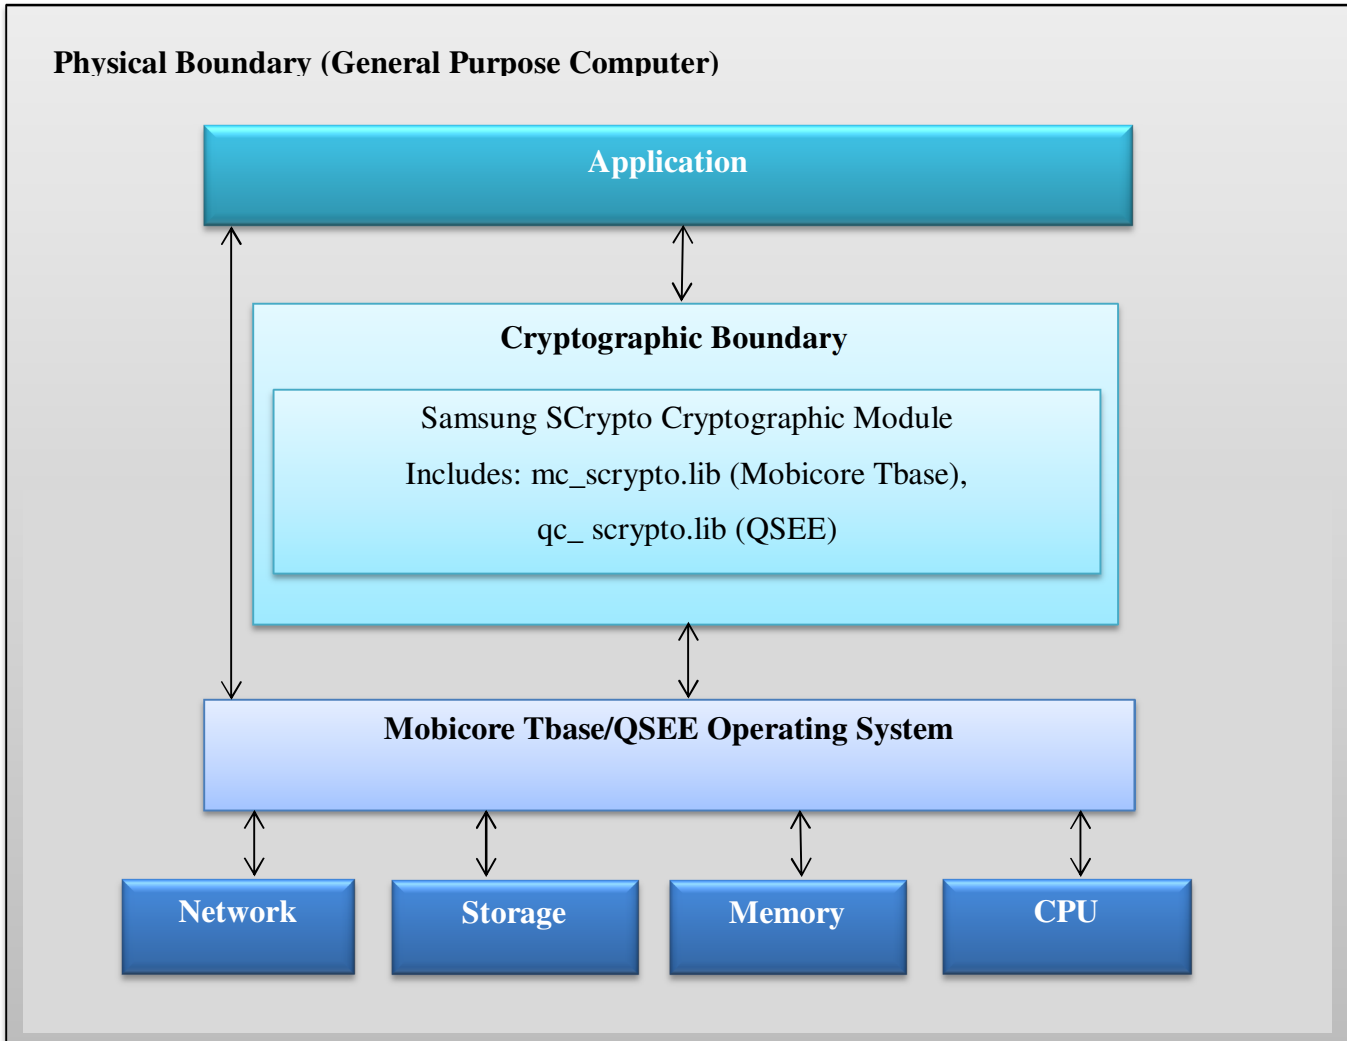 Physical Boundary (General Purpose Computer)
Application
Cryptographic Boundary
Samsung SCrypto Cryptographic Module
Includes: mc_scrypto.lib (Mobicore Tbase),
qc_ scrypto.lib (QSEE)
Mobicore Tbase/QSEE Operating System
Network
Storage
Memory
CPU